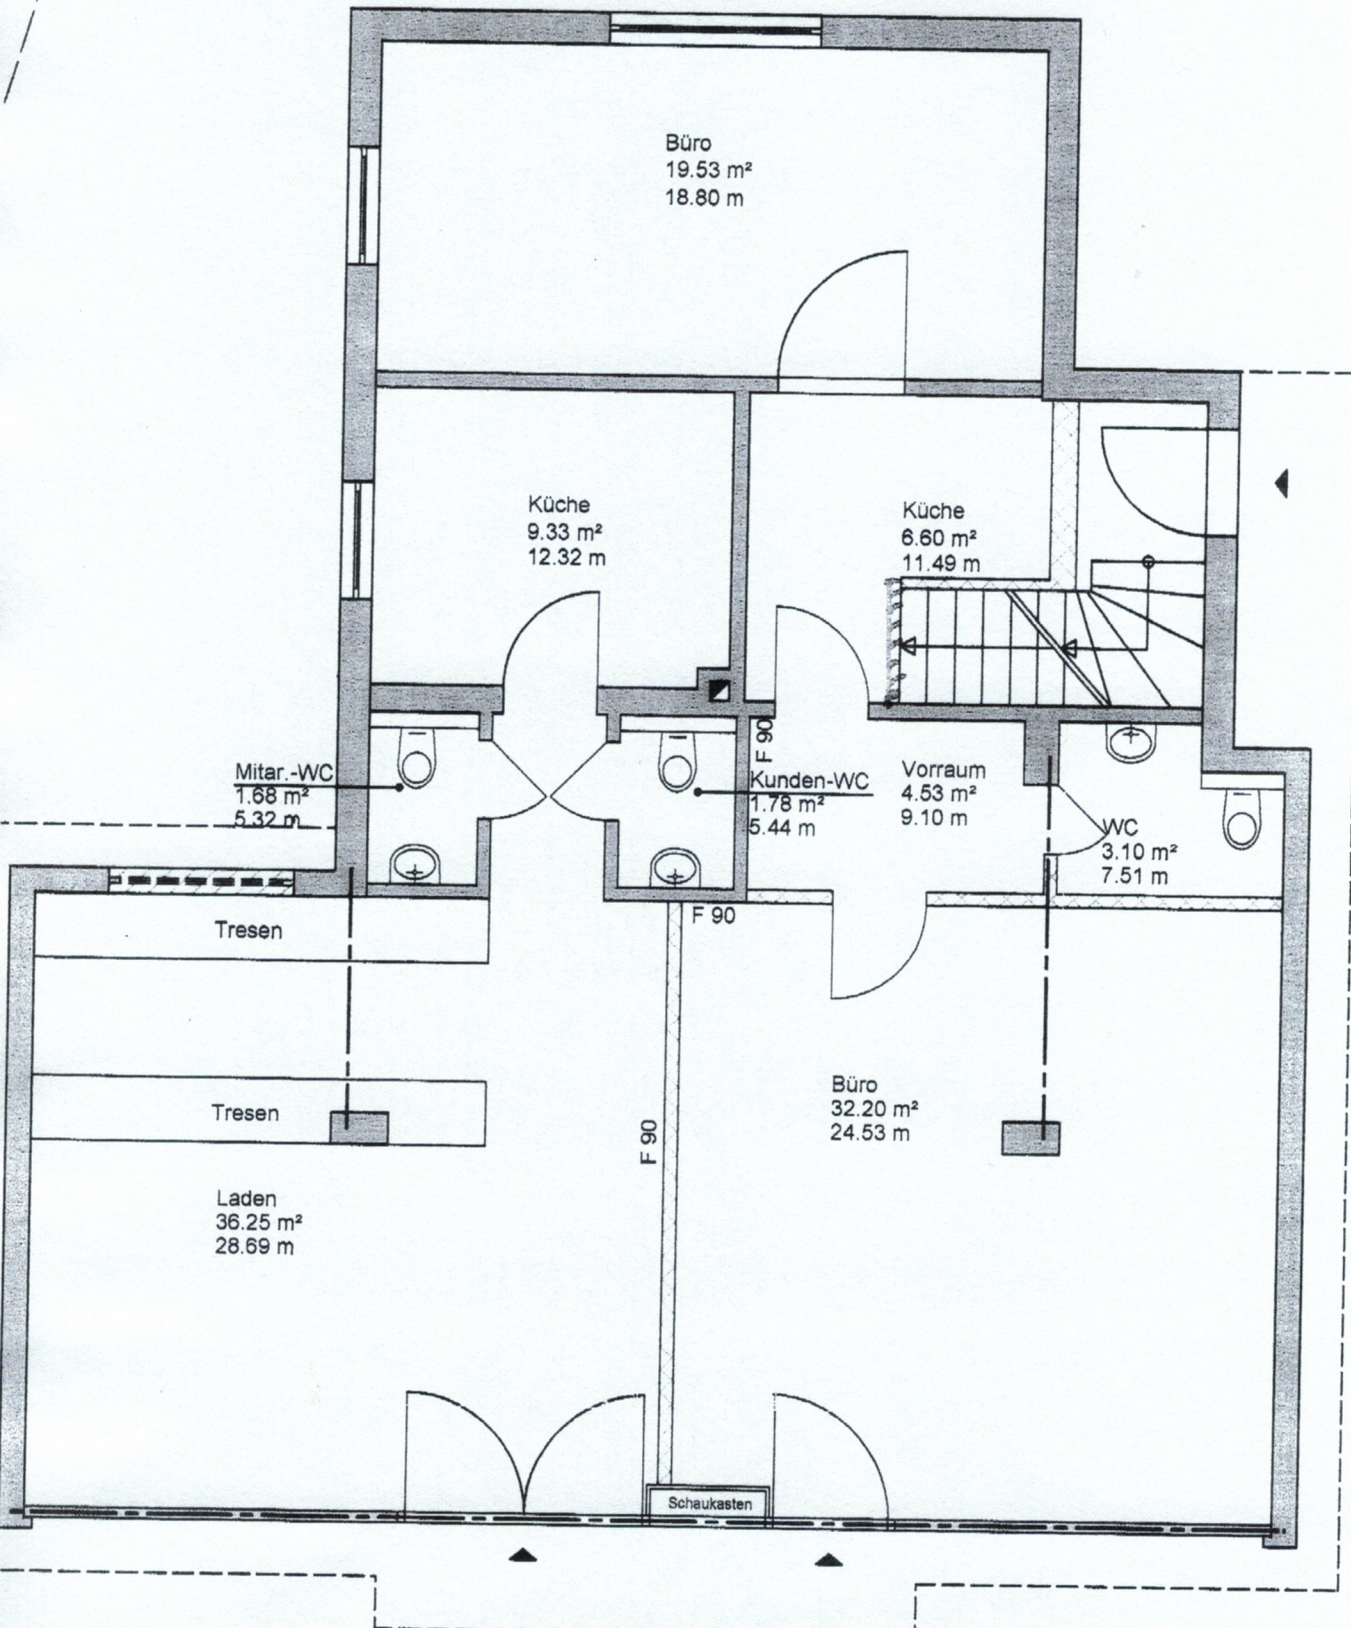 Büro
19.53 m²
18.80 m
Küche
9.33 m²
12.32 m
Küche
6.60 m²
11.49 m
Mitar.-WC
1.68 m²
5.32 m
F 90
Kunden-WC
1.78 m²
5.44 m
Vorraum
4.53 m²
9.10 m
WC
3.10 m²
7.51 m
Tresen
F 90
Tresen
F 90
Büro
32.20 m²
24.53 m
Laden
36.25 m²
28.69 m
Schaukasten